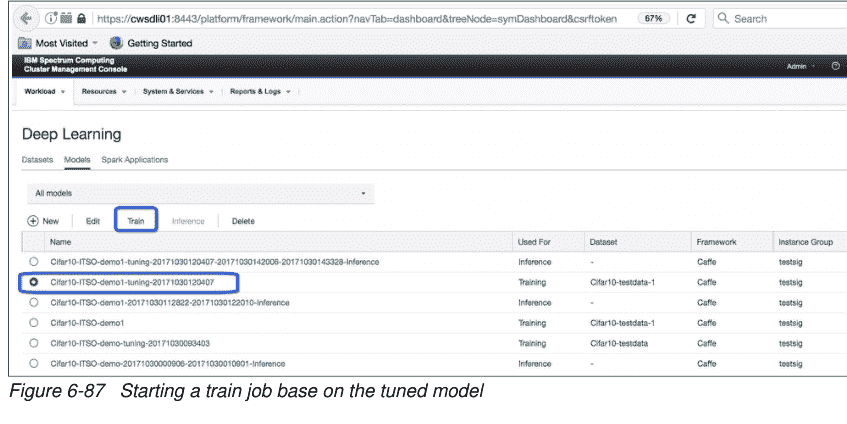 https://cwsdli01:8443/platform/framework/main.action?navTab=dashboard&treeNode=symDashboard&csrftoken 67% Search
Most Visited Getting Started
IBM Spectrum Computing
Cluster Management Console
Admin
Workload Resources System & Services Reports & Logs
Deep Learning
Datasets Models Spark Applications
All models
New Edit Train Inference Delete
Name Used For Dataset Framework Instance Group
Cifar10-ITSO-demo1-tuning-20171030120407-20171030142006-20171030143328-Inference Inference - Caffe testsig
Cifar10-ITSO-demo1-tuning-20171030120407 Training Cifar10-testdata-1 Caffe testsig
Cifar10-ITSO-demo1-20171030112822-20171030122010-Inference Inference - Caffe testsig
Cifar10-ITSO-demo1 Training Cifar10-testdata-1 Caffe testsig
Cifar10-ITSO-demo-tuning-20171030093403 Training Cifar10-testdata Caffe testsig
Cifar10-ITSO-demo-20171030000906-20171030010901-Inference Inference - Caffe testsig
Figure 6-87 Starting a train job base on the tuned model